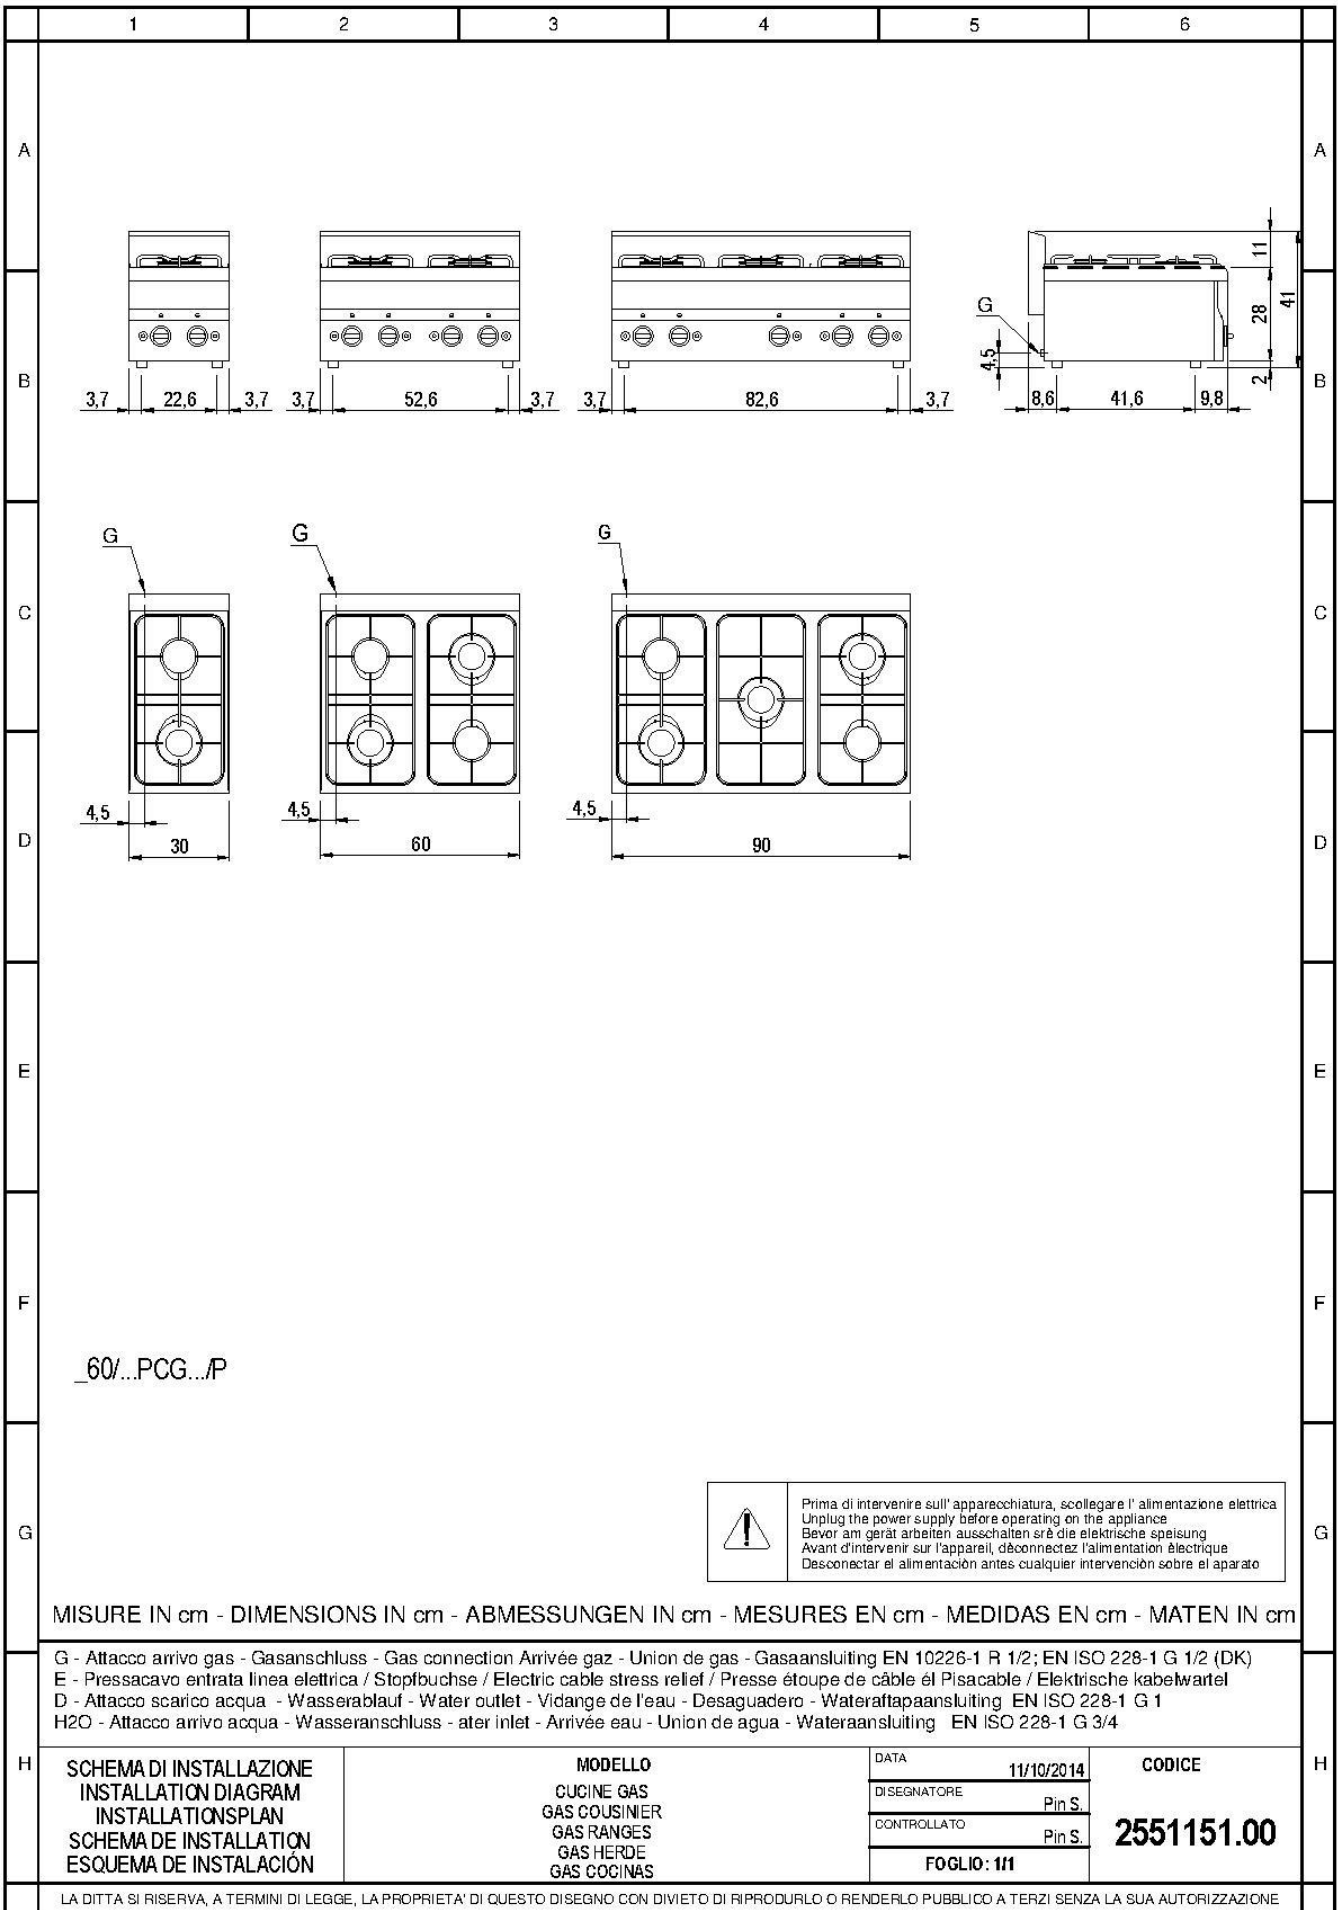 1 2 3 4 5 6
A A
11
41
28
G
4,5
2
B B
3,7 22,6 3,7 3,7 52,6 3,7 3,7 82,6 3,7 8,6 41,6 9,8
G G G
C C
4,5 4,5 4,5
D D
30 60 90
E E
F F
_60/...PCG.../P
G G
Prima di intervenire sull' apparecchiatura, scollegare l' alimentazione elettrica
Unplug the power supply before operating on the appliance
Bevor am gerät arbeiten ausschalten srè die elektrische speisung
Avant d'intervenir sur l'appareil, dèconnectez l'alimentation èlectrique
Desconectar el alimentaciòn antes cualquier intervenciòn sobre el aparato
MISURE IN cm - DIMENSIONS IN cm - ABMESSUNGEN IN cm - MESURES EN cm - MEDIDAS EN cm - MATEN IN cm
G - Attacco arrivo gas - Gasanschluss - Gas connection Arrivée gaz - Union de gas - Gasaansluiting EN 10226-1 R 1/2; EN ISO 228-1 G 1/2 (DK)
E - Pressacavo entrata linea elettrica / Stopfbuchse / Electric cable stress relief / Presse étoupe de câble él Pisacable / Elektrische kabelwartel
D - Attacco scarico acqua - Wasserablauf - Water outlet - Vidange de l'eau - Desaguadero - Wateraftapaansluiting EN ISO 228-1 G 1
H2O - Attacco arrivo acqua - Wasseranschluss - ater inlet - Arrivée eau - Union de agua - Wateraansluiting EN ISO 228-1 G 3/4
H H
SCHEMA DI INSTALLAZIONE
INSTALLATION DIAGRAM
INSTALLATIONSPLAN
SCHEMA DE INSTALLATION
ESQUEMA DE INSTALACIÓN
MODELLO
CUCINE GAS
GAS COUSINIER
GAS RANGES
GAS HERDE
GAS COCINAS
DATA
11/10/2014
DISEGNATORE
Pin S.
CONTROLLATO
Pin S.
FOGLIO: 1/1
CODICE
2551151.00
LA DITTA SI RISERVA, A TERMINI DI LEGGE, LA PROPRIETA' DI QUESTO DISEGNO CON DIVIETO DI RIPRODURLO O RENDERLO PUBBLICO A TERZI SENZA LA SUA AUTORIZZAZIONE